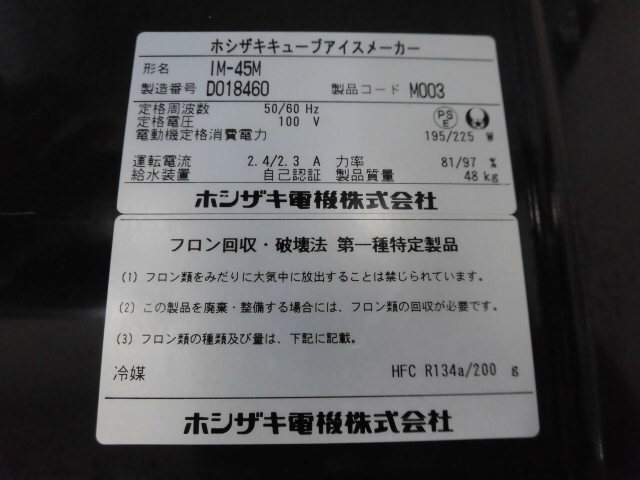 ホシザキキューブアイスメーカー
形名 IM-45M
製造番号 D018460 製品コード M003
定格周波数 50/60 Hz
定格電圧 100 V
PSE
電動機定格消費電力 195/225 W
運転電流 2.4/2.3 A 力率 81/97 %
給水装置 自己認証 製品質量 48 kg
ホシザキ電機株式会社
フロン回収・破壊法 第一種特定製品
(1) フロン類をみだりに大気中に放出することは禁じられています。
(2) この製品を廃棄・整備する場合には、フロン類の回収が必要です。
(3) フロン類の種類及び量は、下記に記載。
冷媒 HFC R134a/200 g
ホシザキ電機株式会社